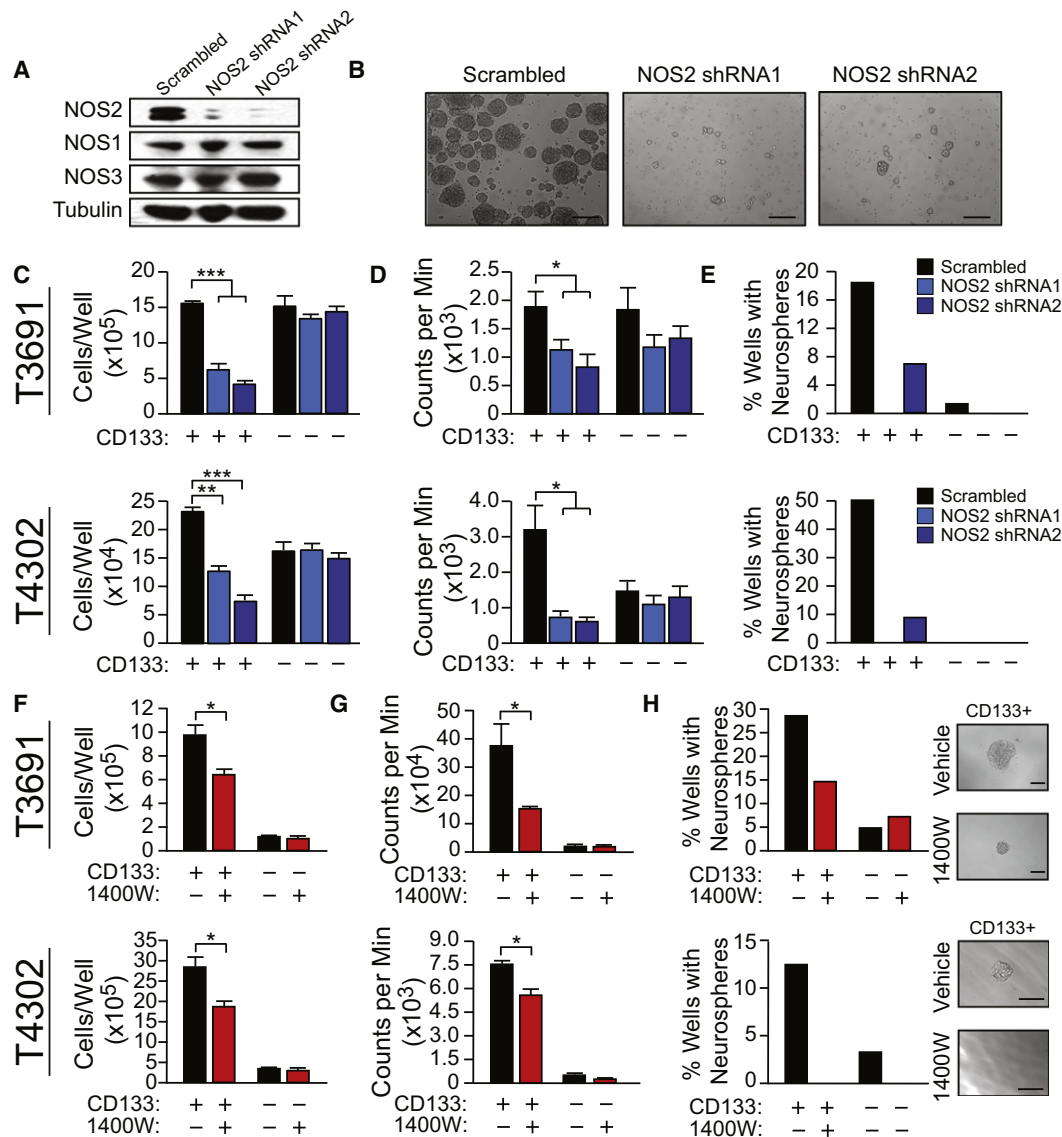 A
Scrambled
NOS2 shRNA1
NOS2 shRNA2
NOS2
NOS1
NOS3
Tubulin
B
Scrambled
NOS2 shRNA1
NOS2 shRNA2
T3691
C
Cells/Well
(x10⁵)
20
15
10
5
0
***
CD133: + + + – – –
D
Counts per Min
(x10³)
2.5
2.0
1.5
1.0
0.5
0
*
+ + + – – –
E
% Wells with
Neurospheres
20
18
16
14
12
10
8
6
4
2
0
Scrambled
NOS2 shRNA1
NOS2 shRNA2
CD133: + + + – – –
T4302
Cells/Well
(x10⁴)
25
20
15
10
5
0
***
**
CD133: + + + – – –
Counts per Min
(x10³)
4.0
3.0
2.0
1.0
0
*
CD133: + + + – – –
% Wells with
Neurospheres
50
40
30
20
10
0
Scrambled
NOS2 shRNA1
NOS2 shRNA2
CD133: + + + – – –
T3691
F
Cells/Well
(x10⁵)
12
10
8
6
4
2
0
*
CD133: + + – –
1400W: – + – +
G
Counts per Min
(x10⁴)
50
40
30
20
10
0
*
CD133: + + – –
1400W: – + – +
H
% Wells with
Neurospheres
30
25
20
15
10
5
0
CD133: + + – –
1400W: – + – +
CD133+
Vehicle
1400W
T4302
Cells/Well
(x10⁵)
35
30
25
20
15
10
5
0
*
CD133: + + – –
1400W: – + – +
Counts per Min
(x10³)
9.0
7.5
6.0
4.5
3.0
1.5
0
*
CD133: + + – –
1400W: – + – +
% Wells with
Neurospheres
15
10
5
0
CD133: + + – –
1400W: – + – +
CD133+
Vehicle
1400W